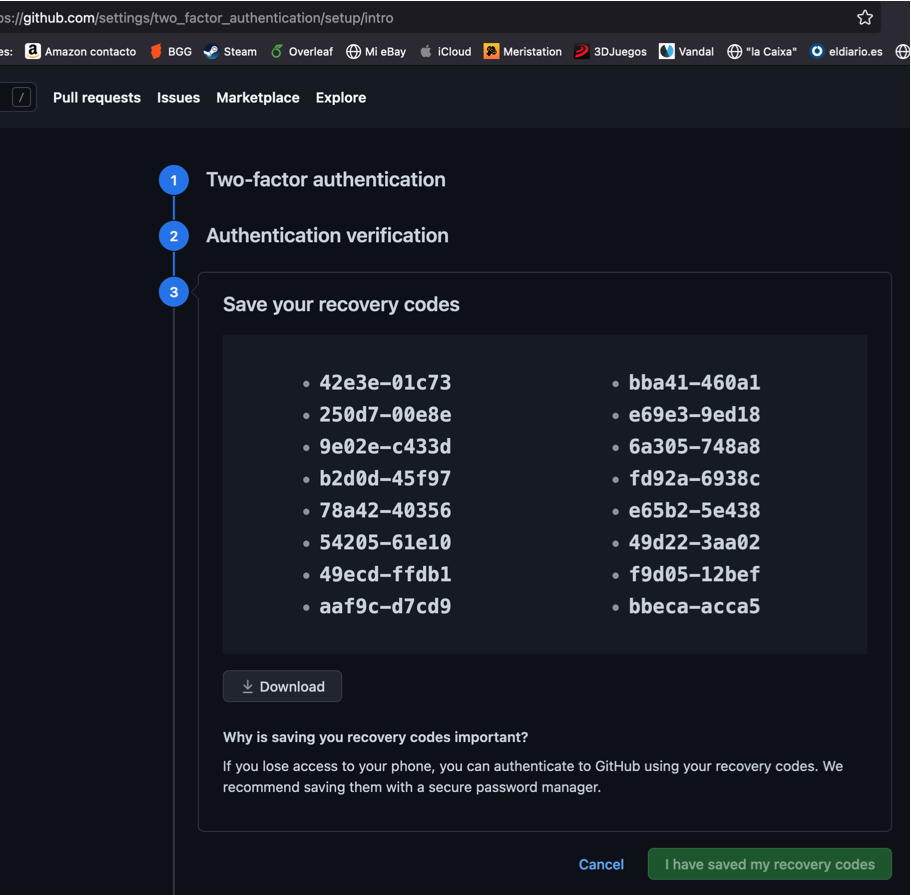 ps://github.com/settings/two_factor_authentication/setup/intro
es: Amazon contacto BGG Steam Overleaf Mi eBay iCloud Meristation 3DJuegos Vandal "la Caixa" eldiario.es
/ Pull requests Issues Marketplace Explore
1 Two-factor authentication
2 Authentication verification
3 Save your recovery codes
42e3e-01c73 bba41-460a1
250d7-00e8e e69e3-9ed18
9e02e-c433d 6a305-748a8
b2d0d-45f97 fd92a-6938c
78a42-40356 e65b2-5e438
54205-61e10 49d22-3aa02
49ecd-ffdb1 f9d05-12bef
aaf9c-d7cd9 bbeca-acca5
Download
Why is saving you recovery codes important?
If you lose access to your phone, you can authenticate to GitHub using your recovery codes. We
recommend saving them with a secure password manager.
Cancel I have saved my recovery codes